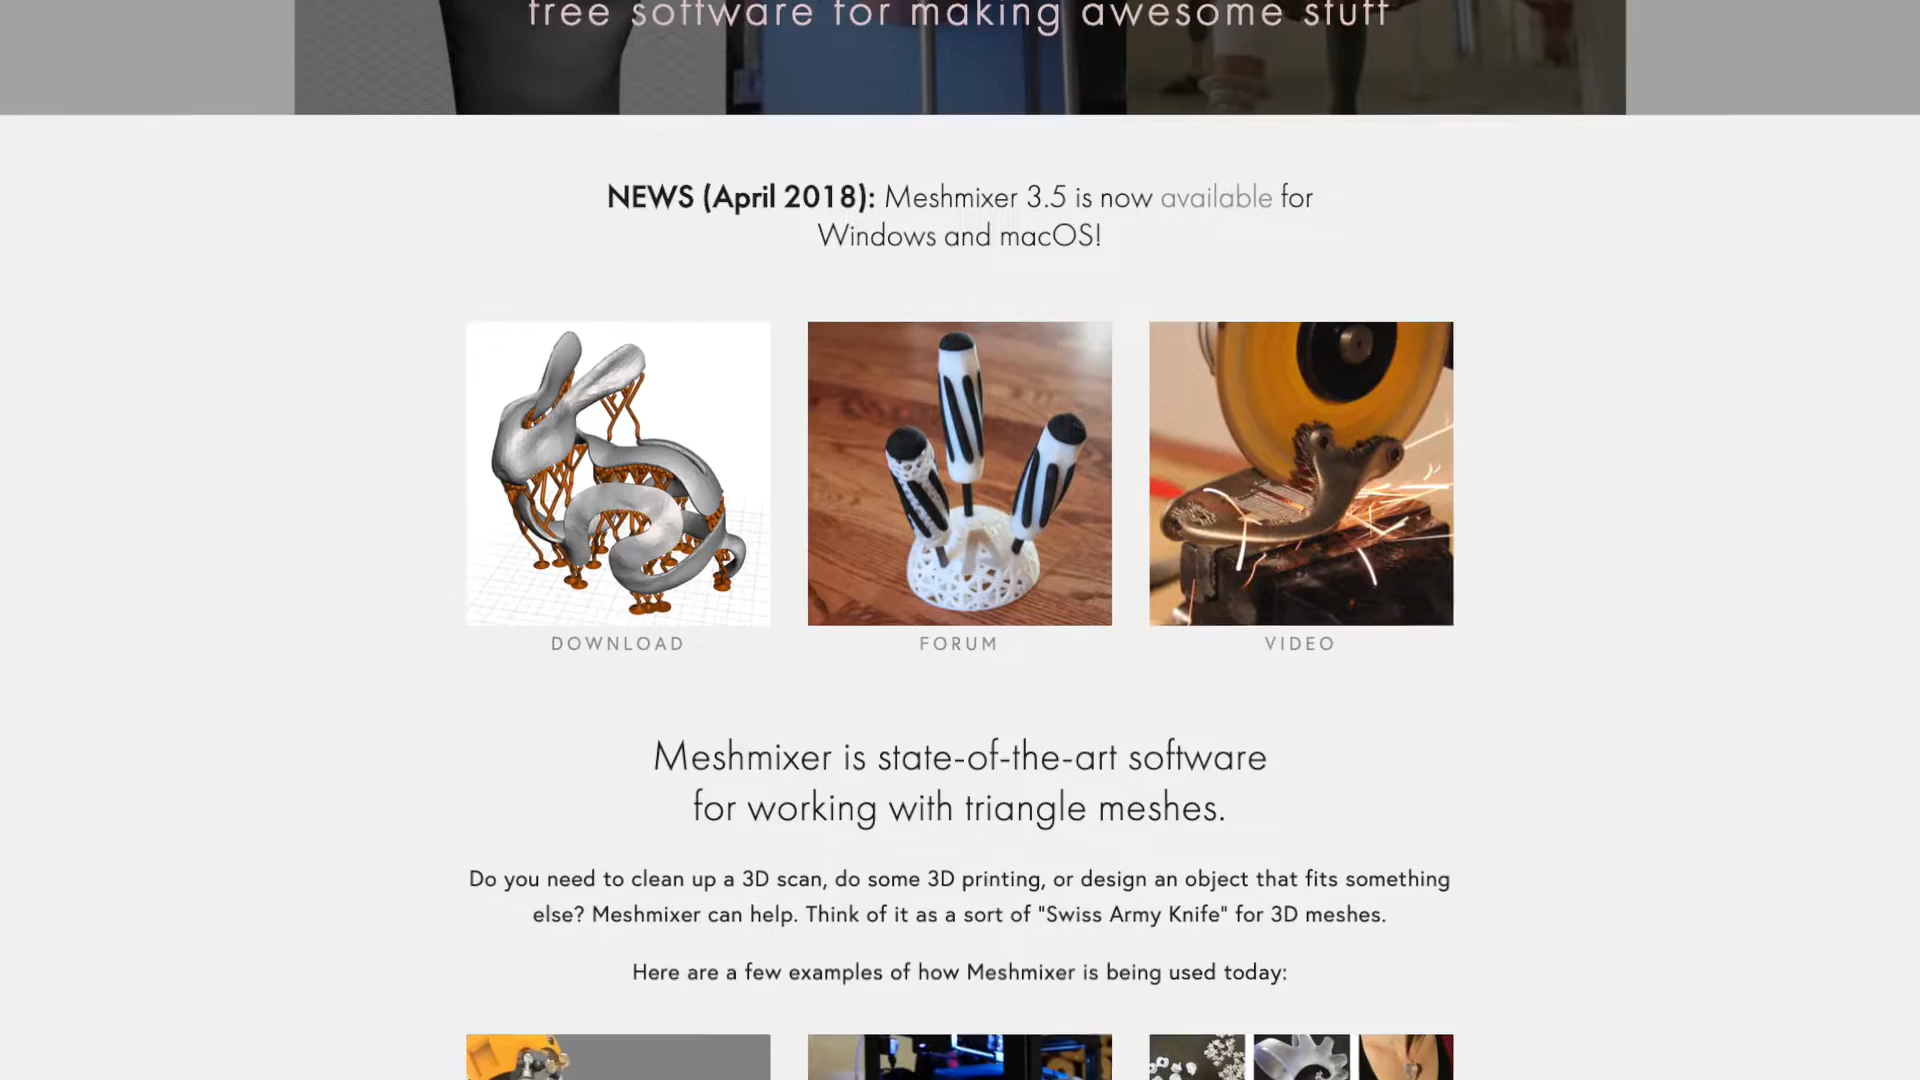 free software for making awesome stuff
NEWS (April 2018): Meshmixer 3.5 is now available for
Windows and macOS!
DOWNLOAD
FORUM
VIDEO
Meshmixer is state-of-the-art software
for working with triangle meshes.
Do you need to clean up a 3D scan, do some 3D printing, or design an object that fits something
else? Meshmixer can help. Think of it as a sort of "Swiss Army Knife" for 3D meshes.
Here are a few examples of how Meshmixer is being used today: